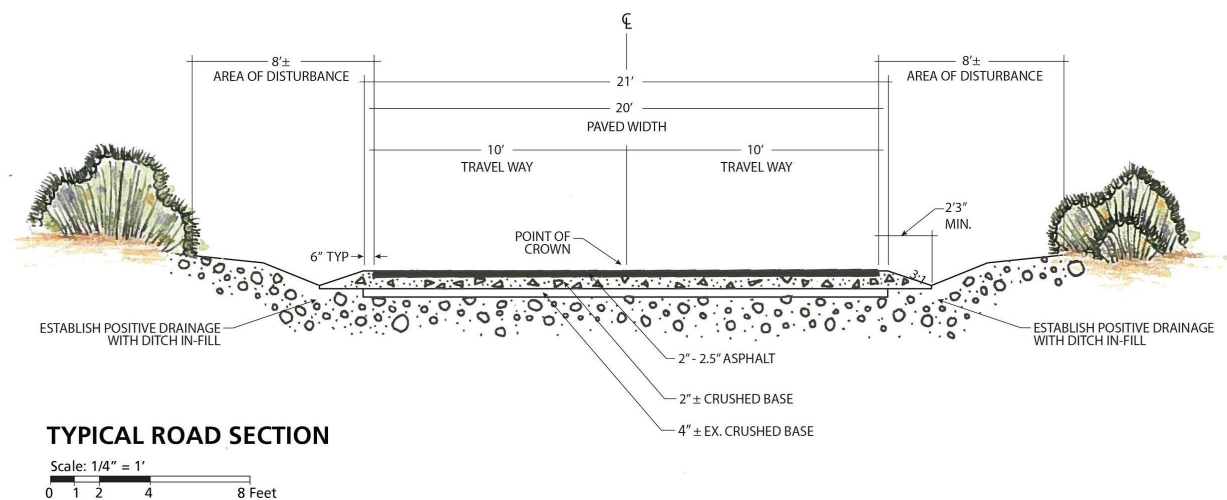 ℄
8'±
AREA OF DISTURBANCE
8'±
AREA OF DISTURBANCE
21'
20'
PAVED WIDTH
10'
TRAVEL WAY
10'
TRAVEL WAY
2'3"
MIN.
POINT OF
CROWN
6" TYP
3:1
ESTABLISH POSITIVE DRAINAGE
WITH DITCH IN-FILL
ESTABLISH POSITIVE DRAINAGE
WITH DITCH IN-FILL
2" - 2.5" ASPHALT
2" ± CRUSHED BASE
4" ± EX. CRUSHED BASE
TYPICAL ROAD SECTION
Scale: 1/4" = 1'
0 1 2 4 8 Feet